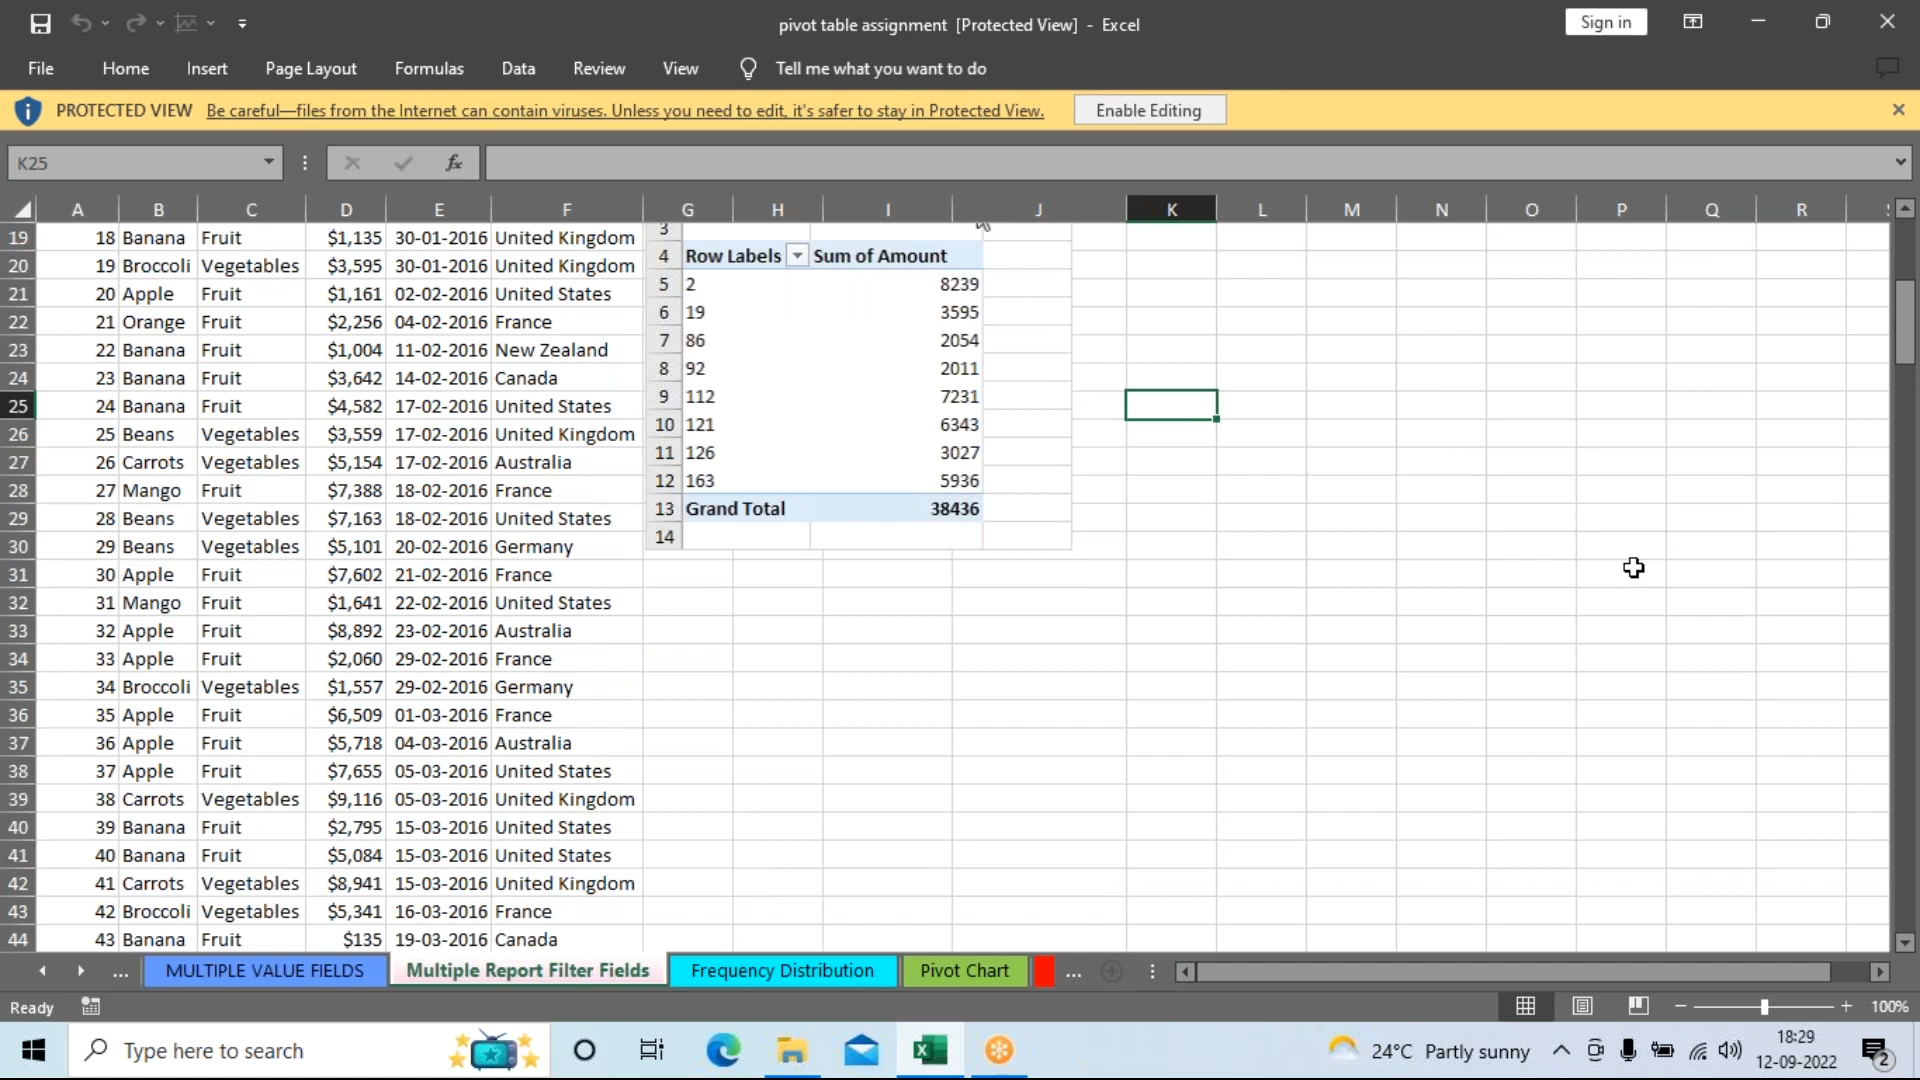 pivot table assignment [Protected View] - Excel
Sign in
File Home Insert Page Layout Formulas Data Review View Tell me what you want to do
PROTECTED VIEW Be careful—files from the Internet can contain viruses. Unless you need to edit, it's safer to stay in Protected View. Enable Editing
K25 fx
A B C D E F G H I J K L M N O P Q R
19 18 Banana Fruit $1,135 30-01-2016 United Kingdom
20 19 Broccoli Vegetables $3,595 30-01-2016 United Kingdom
21 20 Apple Fruit $1,161 02-02-2016 United States
22 21 Orange Fruit $2,256 04-02-2016 France
23 22 Banana Fruit $1,004 11-02-2016 New Zealand
24 23 Banana Fruit $3,642 14-02-2016 Canada
25 24 Banana Fruit $4,582 17-02-2016 United States
26 25 Beans Vegetables $3,559 17-02-2016 United Kingdom
27 26 Carrots Vegetables $5,154 17-02-2016 Australia
28 27 Mango Fruit $7,388 18-02-2016 France
29 28 Beans Vegetables $7,163 18-02-2016 United States
30 29 Beans Vegetables $5,101 20-02-2016 Germany
31 30 Apple Fruit $7,602 21-02-2016 France
32 31 Mango Fruit $1,641 22-02-2016 United States
33 32 Apple Fruit $8,892 23-02-2016 Australia
34 33 Apple Fruit $2,060 29-02-2016 France
35 34 Broccoli Vegetables $1,557 29-02-2016 Germany
36 35 Apple Fruit $6,509 01-03-2016 France
37 36 Apple Fruit $5,718 04-03-2016 Australia
38 37 Apple Fruit $7,655 05-03-2016 United States
39 38 Carrots Vegetables $9,116 05-03-2016 United Kingdom
40 39 Banana Fruit $2,795 15-03-2016 United States
41 40 Banana Fruit $5,084 15-03-2016 United States
42 41 Carrots Vegetables $8,941 15-03-2016 United Kingdom
43 42 Broccoli Vegetables $5,341 16-03-2016 France
44 43 Banana Fruit $135 19-03-2016 Canada
3
4 Row Labels Sum of Amount
5 2 8239
6 19 3595
7 86 2054
8 92 2011
9 112 7231
10 121 6343
11 126 3027
12 163 5936
13 Grand Total 38436
14
... MULTIPLE VALUE FIELDS Multiple Report Filter Fields Frequency Distribution Pivot Chart ...
Ready 100%
Type here to search 24°C Partly sunny 18:29
12-09-2022 2